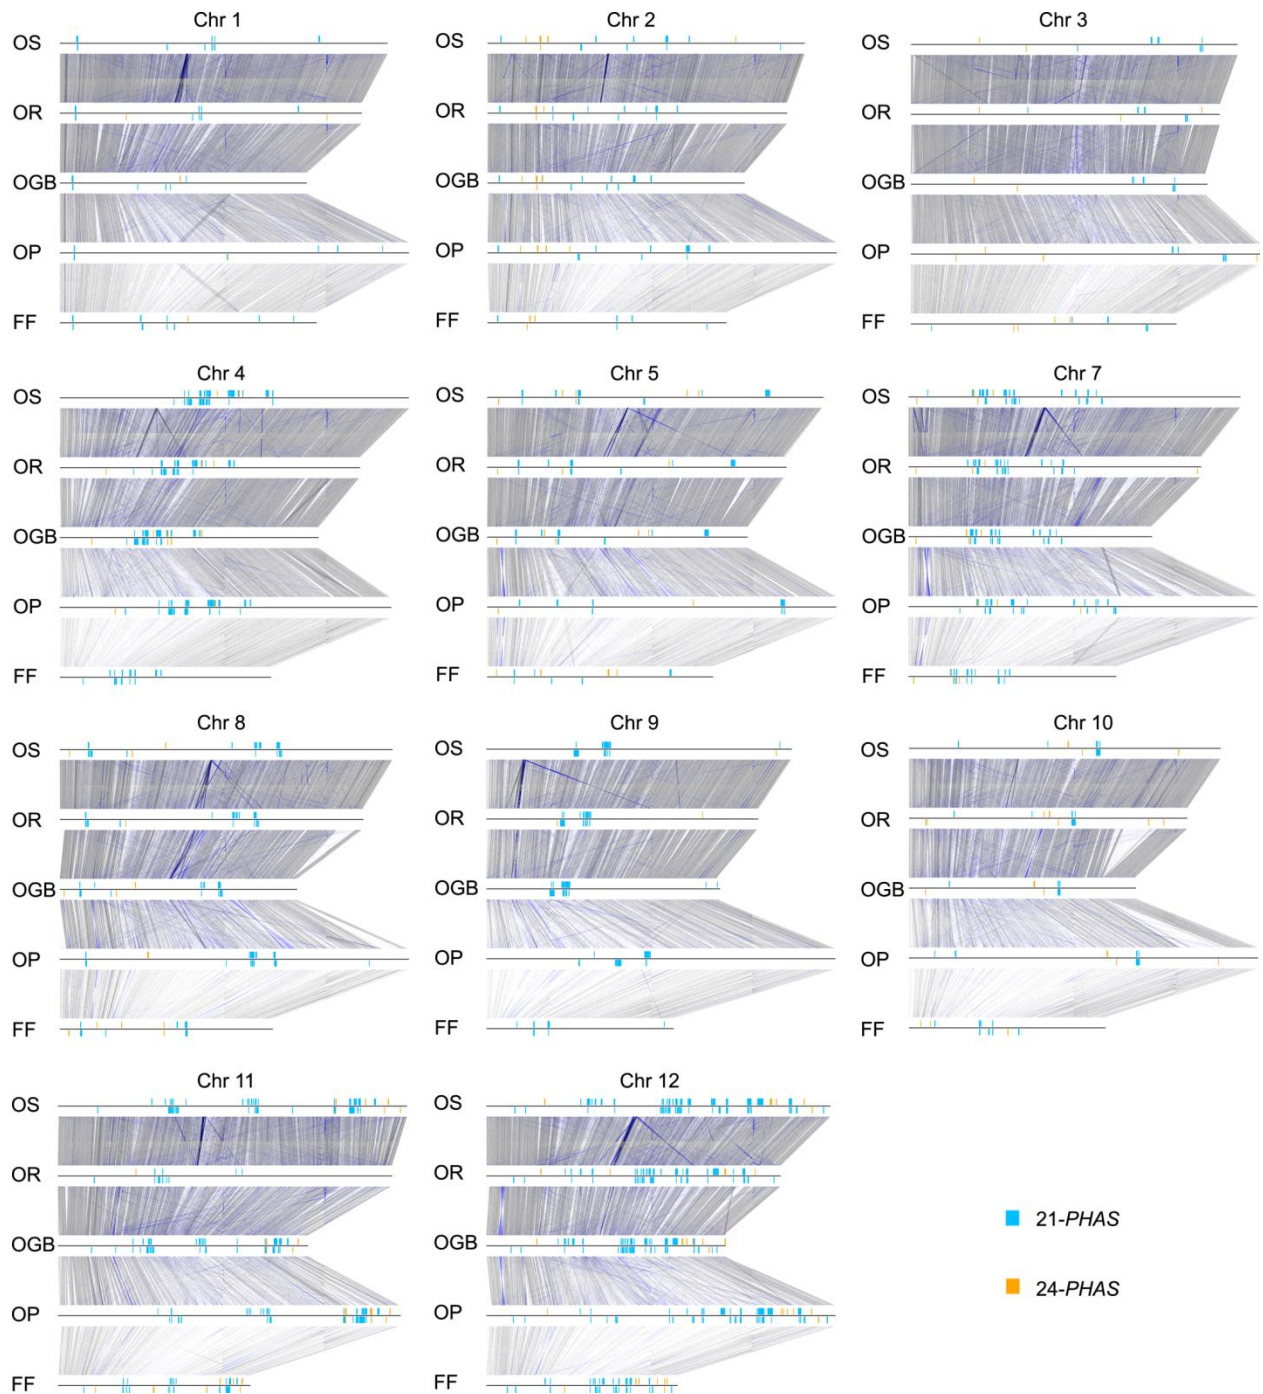 Chr 1 Chr 2 Chr 3
OS OS OS
OR OR OR
OGB OGB OGB
OP OP OP
FF FF FF
Chr 4 Chr 5 Chr 7
OS OS OS
OR OR OR
OGB OGB OGB
OP OP OP
FF FF FF
Chr 8 Chr 9 Chr 10
OS OS OS
OR OR OR
OGB OGB OGB
OP OP OP
FF FF FF
Chr 11 Chr 12
OS OS
OR OR
OGB OGB
OP OP
FF FF
21-PHAS
24-PHAS